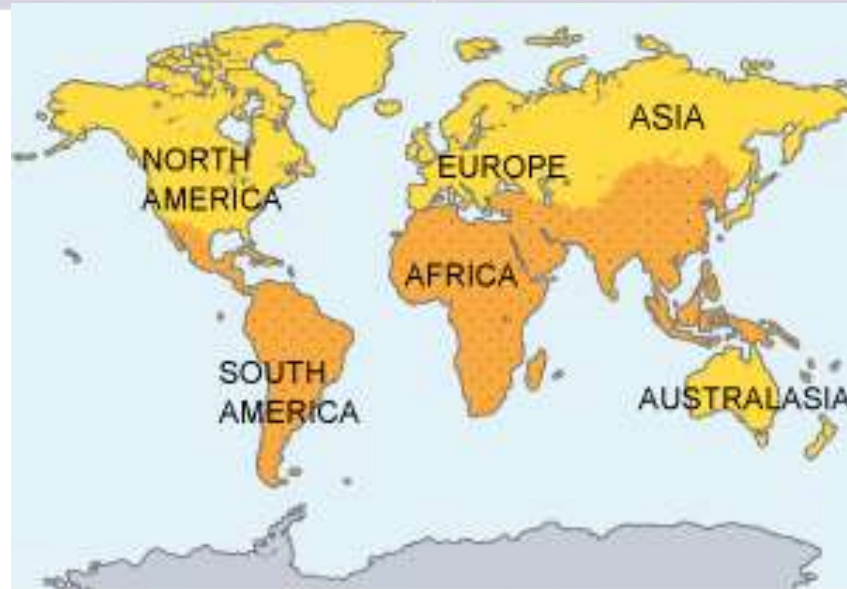 ASIA
NORTH
AMERICA
EUROPE
AFRICA
SOUTH
AMERICA
AUSTRALASIA